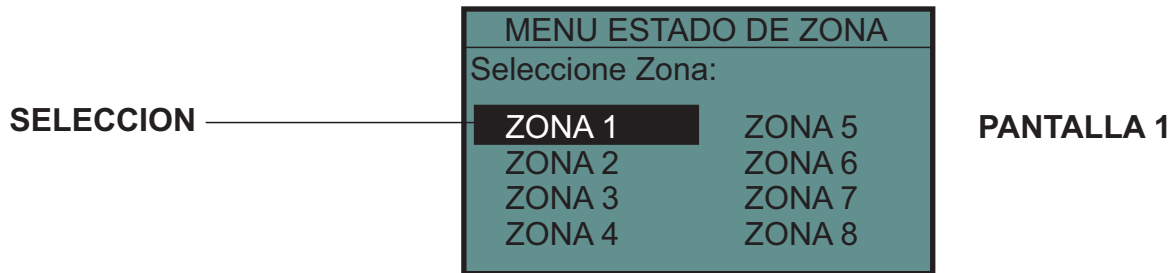 MENU ESTADO DE ZONA
Seleccione Zona:
SELECCION
ZONA 1 ZONA 5
PANTALLA 1
ZONA 2 ZONA 6
ZONA 3 ZONA 7
ZONA 4 ZONA 8